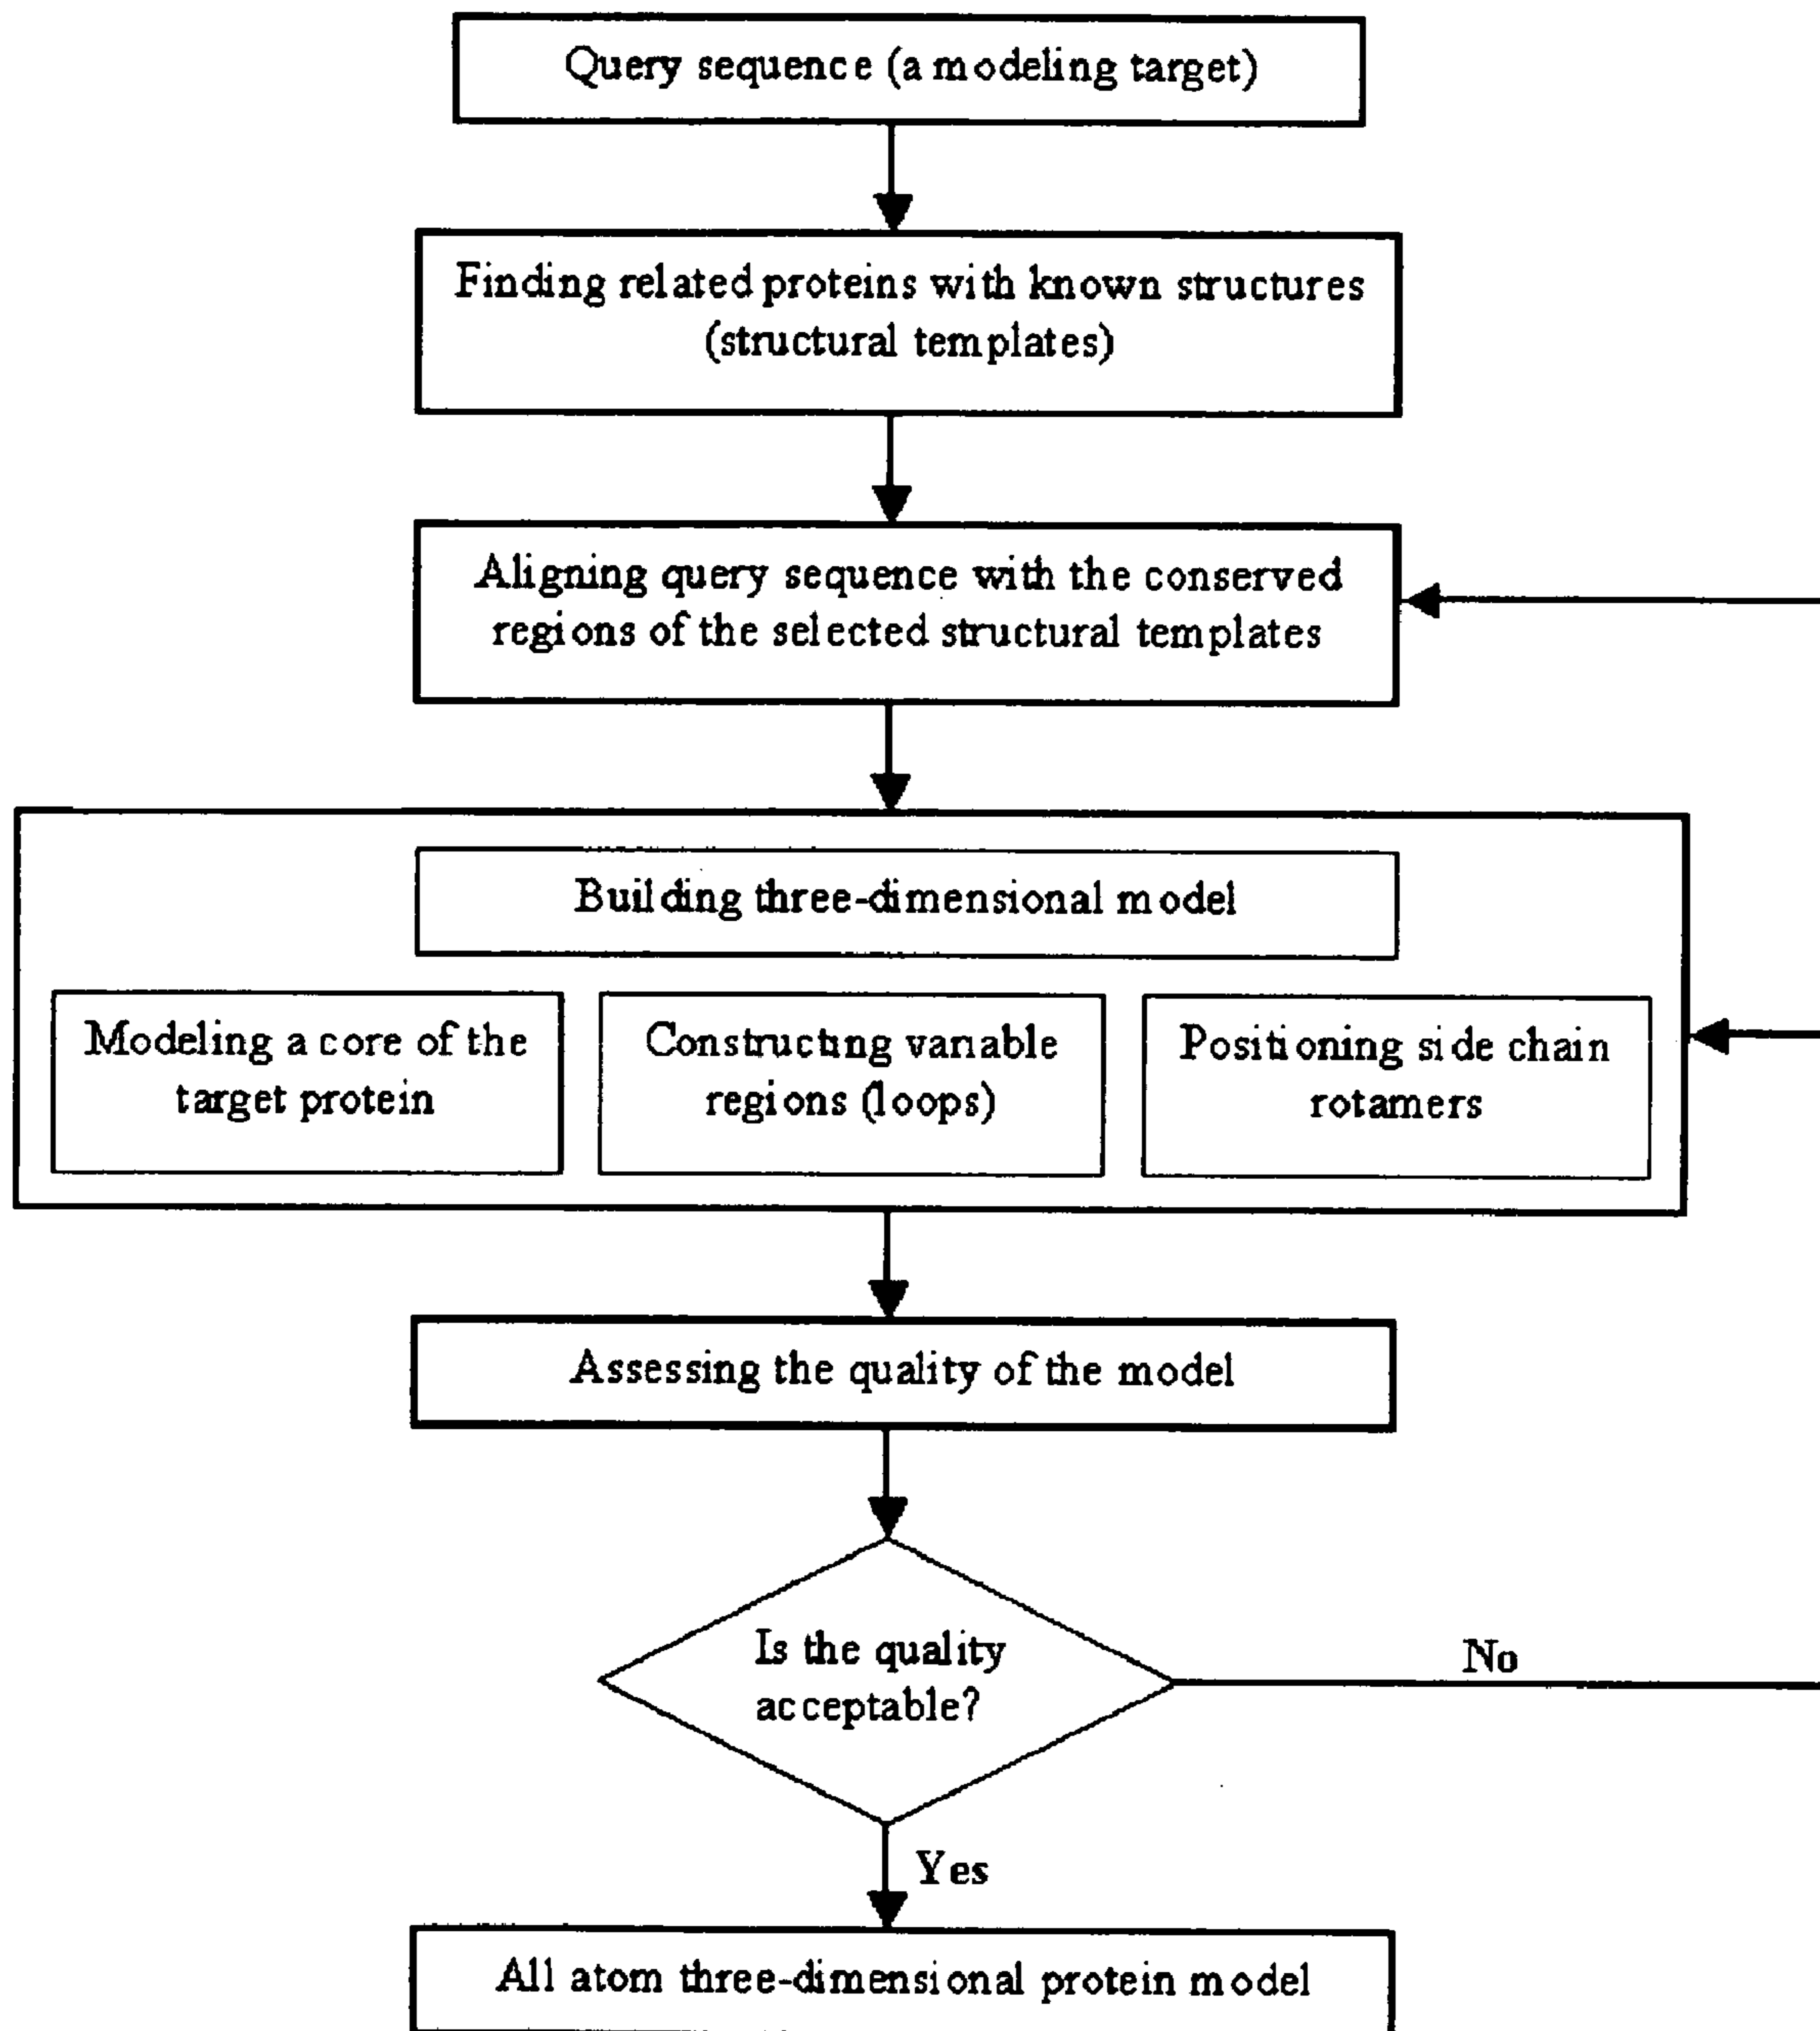 Query sequence (a modeling target)
Finding related proteins with known structures
(structural templates)
Aligning query sequence with the conserved
regions of the selected structural templates
Building three-dimensional model
Modeling a core of the
target protein
Constructing variable
regions (loops)
Positioning side chain
rotamers
Assessing the quality of the model
Is the quality
acceptable?
No
Yes
All atom three-dimensional protein model